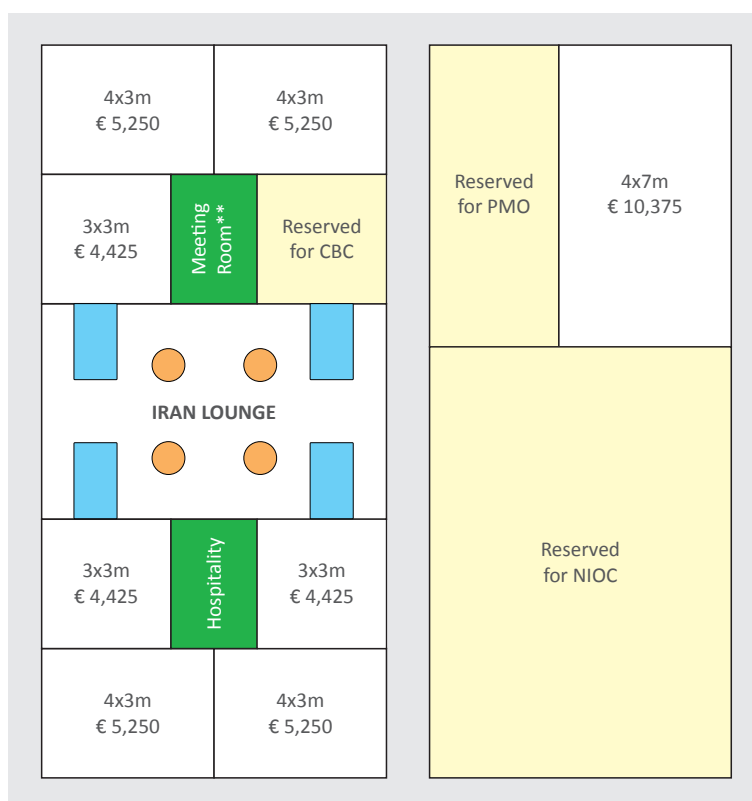 4x3m
€ 5,250
4x3m
€ 5,250
3x3m
€ 4,425
Meeting
Room**
Reserved
for CBC
IRAN LOUNGE
3x3m
€ 4,425
Hospitality
3x3m
€ 4,425
4x3m
€ 5,250
4x3m
€ 5,250
Reserved
for PMO
4x7m
€ 10,375
Reserved
for NIOC